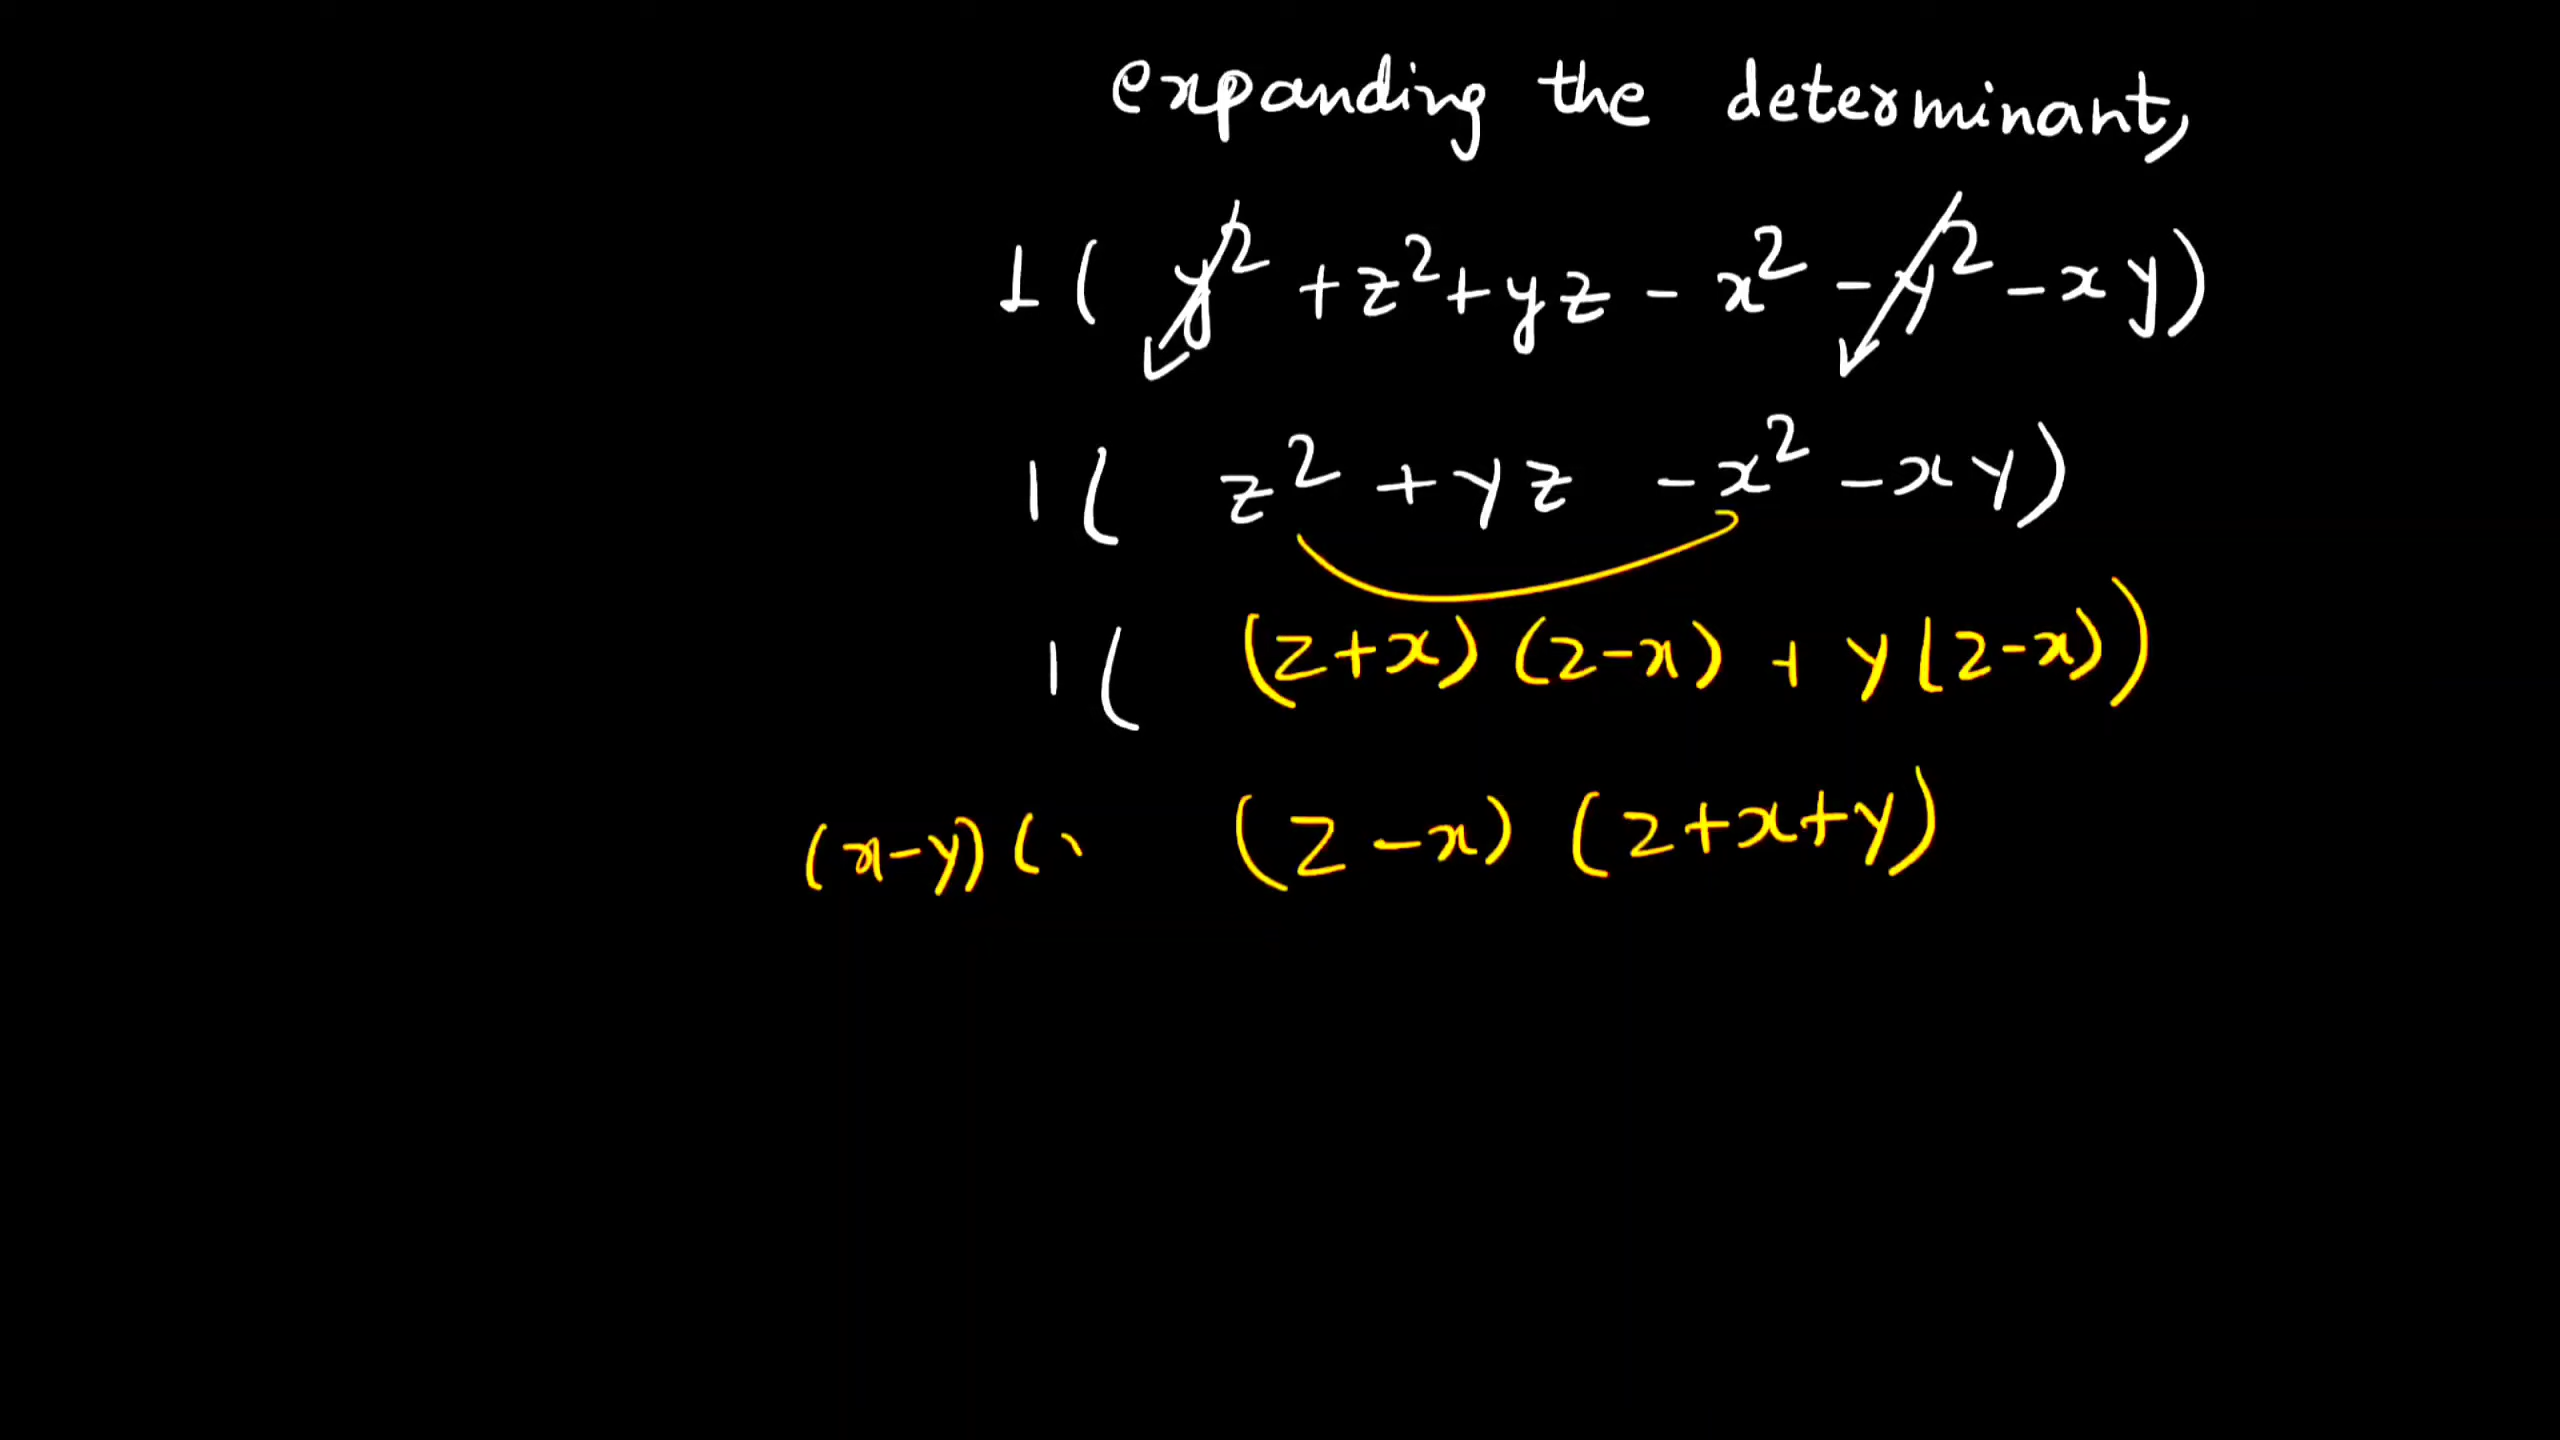 expanding the determinant,
1 ( y² + z² + yz - x² - y² - xy)
1 ( z² + yz - x² - xy)
1 ( (z+x) (z-x) + y (z-x))
(x-y) ( (z-x) (z+x+y)